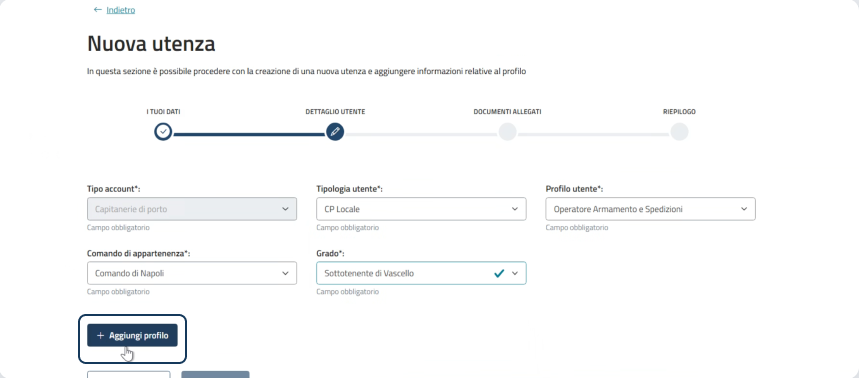 ← Indietro
Nuova utenza
In questa sezione è possibile procedere con la creazione di una nuova utenza e aggiungere informazioni relative al profilo
I TUOI DATI DETTAGLIO UTENTE DOCUMENTI ALLEGATI RIEPILOGO
Tipo account*: Tipologia utente*: Profilo utente*:
Capitanerie di porto CP Locale Operatore Armamento e Spedizioni
Campo obbligatorio Campo obbligatorio Campo obbligatorio
Comando di appartenenza*: Grado*:
Comando di Napoli Sottotenente di Vascello
Campo obbligatorio Campo obbligatorio
+ Aggiungi profilo